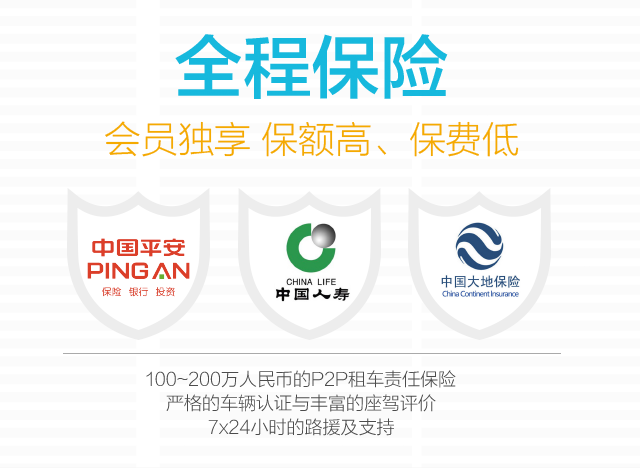 全程保险
会员独享 保额高、保费低
中国平安
PING AN
保险 银行 投资
CHINA LIFE
中国人寿
中国大地保险
China Continent Insurance
100~200万人民币的P2P租车责任保险
严格的车辆认证与丰富的座驾评价
7x24小时的路援及支持